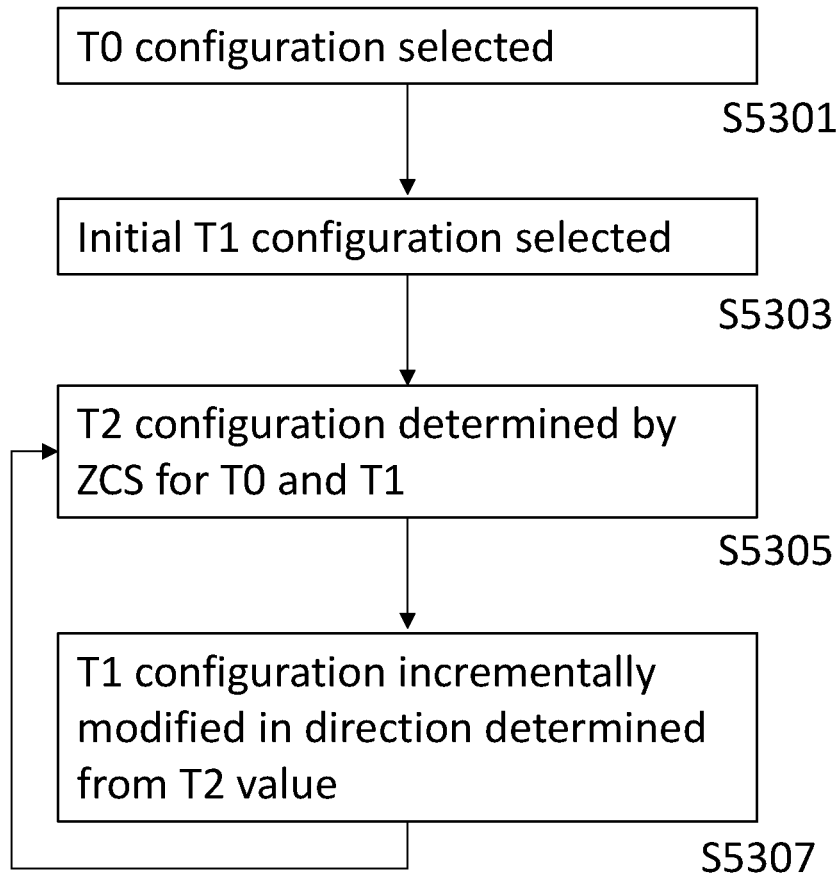 T0 configuration selected
S5301
Initial T1 configuration selected
S5303
T2 configuration determined by
ZCS for T0 and T1
S5305
T1 configuration incrementally
modified in direction determined
from T2 value
S5307